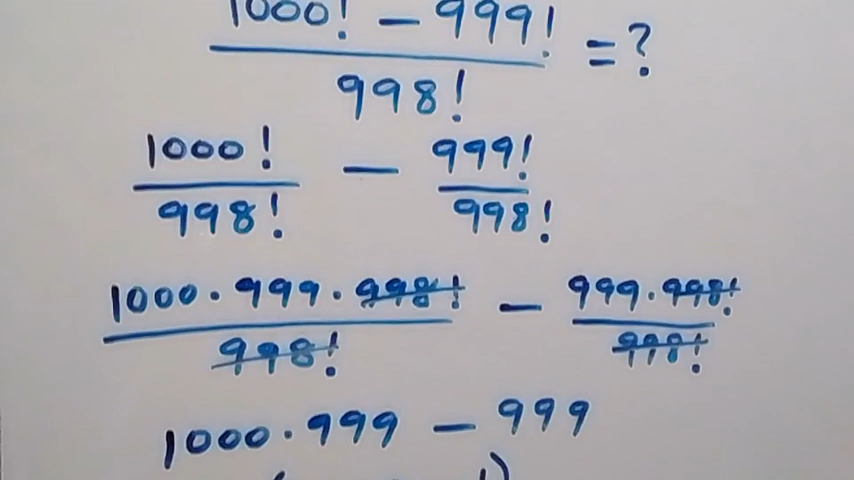 1000! - 999! / 998! = ?
1000! / 998! - 999! / 998!
1000 · 999 · 998! / 998! - 999 · 998! / 998!
1000 · 999 - 999